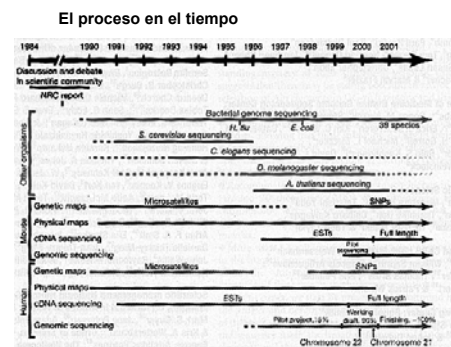 El proceso en el tiempo
1984 1990 1991 1992 1993 1994 1995 1996 1997 1998 1999 2000 2001
Discussion and debate
in scientific community
NRC report
Other organisms
Bacterial genome sequencing
H. flu E. coli 39 species
S. cerevisiae sequencing
C. elegans sequencing
D. melanogaster sequencing
A. thaliana sequencing
Mouse
Genetic maps Microsatellites SNPs
Physical maps
cDNA sequencing ESTs Full length
Genomic sequencing Pilot sequencing
Human
Genetic maps Microsatellites SNPs
Physical maps
cDNA sequencing ESTs Full length
Genomic sequencing Pilot project, 15% Working draft, 90% Finishing, ~100%
Chromosome 22 Chromosome 21